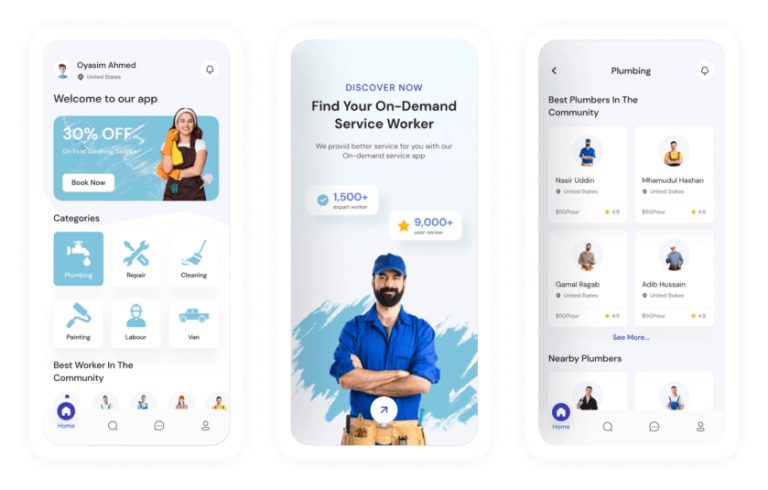 Oyasim Ahmed
United States
Welcome to our app
30% OFF
On First Cleaning Service
Book Now
Categories
Plumbing
Repair
Cleaning
Painting
Labour
Van
Best Worker In The
Community
Home
DISCOVER NOW
Find Your On-Demand
Service Worker
We provid better service for you with our
On-demand service app
1,500+
expart worker
9,000+
user review
Plumbing
Best Plumbers In The
Community
Nasir Uddin
United States
$50/hour
4.9
Mhamudul Hashan
United States
$50/hour
4.9
Gamal Ragab
United States
$50/hour
4.9
Adib Hussain
United States
$50/hour
4.9
See More...
Nearby Plumbers
Home